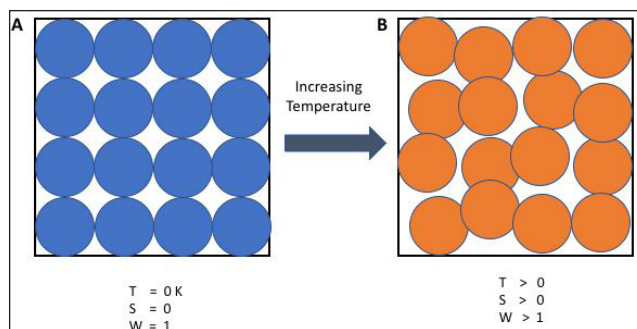 A
B
Increasing
Temperature
T = 0 K
S = 0
W = 1
T > 0
S > 0
W > 1